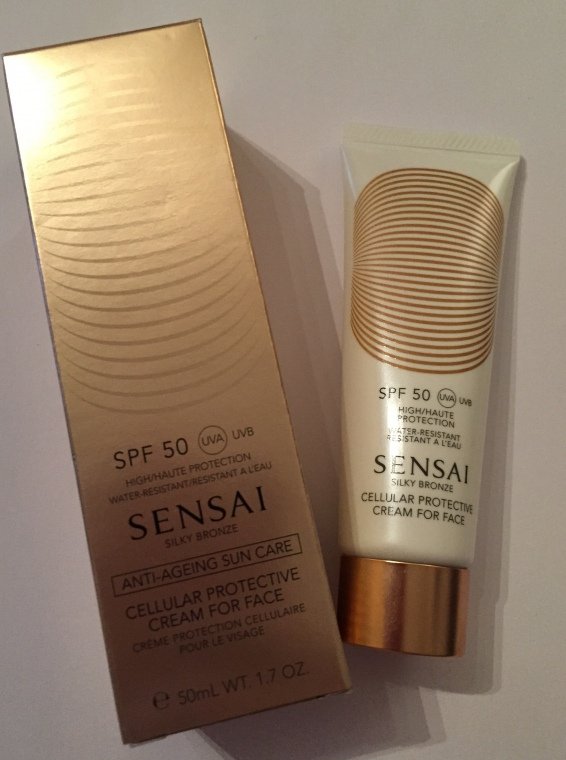 SPF 50 UVA UVB
HIGH/HAUTE PROTECTION
WATER-RESISTANT/RESISTANT A L'EAU
SENSAI
SILKY BRONZE
ANTI-AGEING SUN CARE
CELLULAR PROTECTIVE
CREAM FOR FACE
CRÈME PROTECTION CELLULAIRE
POUR LE VISAGE
e 50mL WT. 1.7 OZ.
SPF 50 UVA UVB
HIGH/HAUTE
PROTECTION
WATER-RESISTANT
RESISTANT A L'EAU
SENSAI
SILKY BRONZE
CELLULAR PROTECTIVE
CREAM FOR FACE